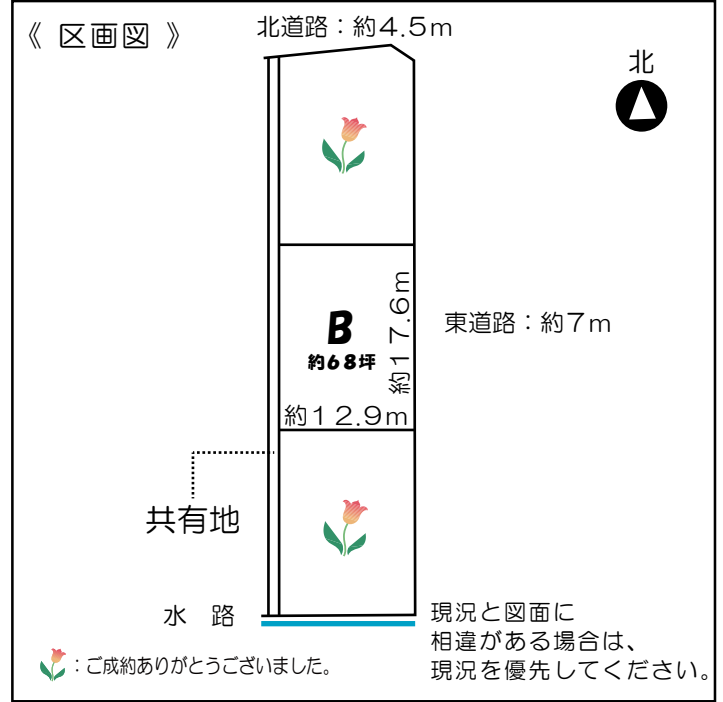 《 区画図 》
北道路：約4.5m
北
B
約68坪
約17.6m
約12.9m
東道路：約7m
共有地
水 路
現況と図面に
相違がある場合は、
現況を優先してください。
：ご成約ありがとうございました。